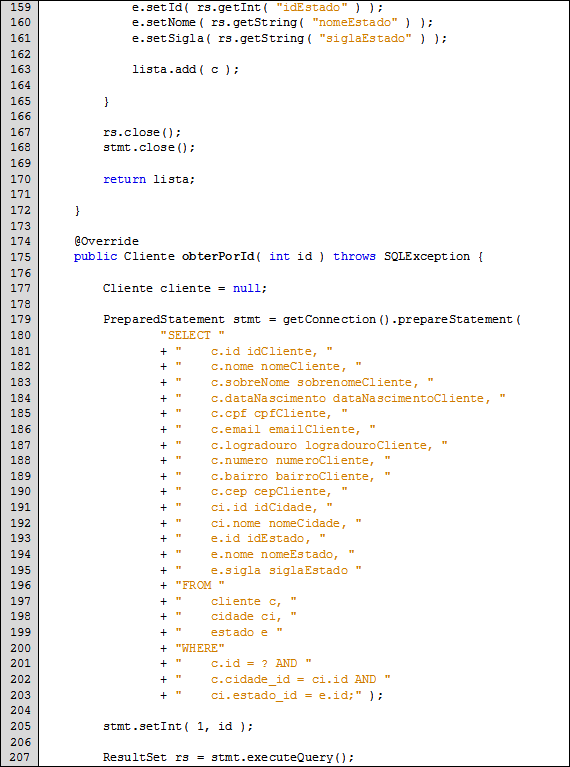 159             e.setId( rs.getInt( "idEstado" ) );
160             e.setNome( rs.getString( "nomeEstado" ) );
161             e.setSigla( rs.getString( "siglaEstado" ) );
162
163             lista.add( c );
164
165         }
166
167         rs.close();
168         stmt.close();
169
170         return lista;
171
172     }
173
174     @Override
175     public Cliente obterPorId( int id ) throws SQLException {
176
177         Cliente cliente = null;
178
179         PreparedStatement stmt = getConnection().prepareStatement(
180                 "SELECT "
181                 + "    c.id idCliente, "
182                 + "    c.nome nomeCliente, "
183                 + "    c.sobreNome sobrenomeCliente, "
184                 + "    c.dataNascimento dataNascimentoCliente, "
185                 + "    c.cpf cpfCliente, "
186                 + "    c.email emailCliente, "
187                 + "    c.logradouro logradouroCliente, "
188                 + "    c.numero numeroCliente, "
189                 + "    c.bairro bairroCliente, "
190                 + "    c.cep cepCliente, "
191                 + "    ci.id idCidade, "
192                 + "    ci.nome nomeCidade, "
193                 + "    e.id idEstado, "
194                 + "    e.nome nomeEstado, "
195                 + "    e.sigla siglaEstado "
196                 + "FROM "
197                 + "    cliente c, "
198                 + "    cidade ci, "
199                 + "    estado e "
200                 + "WHERE"
201                 + "    c.id = ? AND "
202                 + "    c.cidade_id = ci.id AND "
203                 + "    ci.estado_id = e.id;" );
204
205         stmt.setInt( 1, id );
206
207         ResultSet rs = stmt.executeQuery();